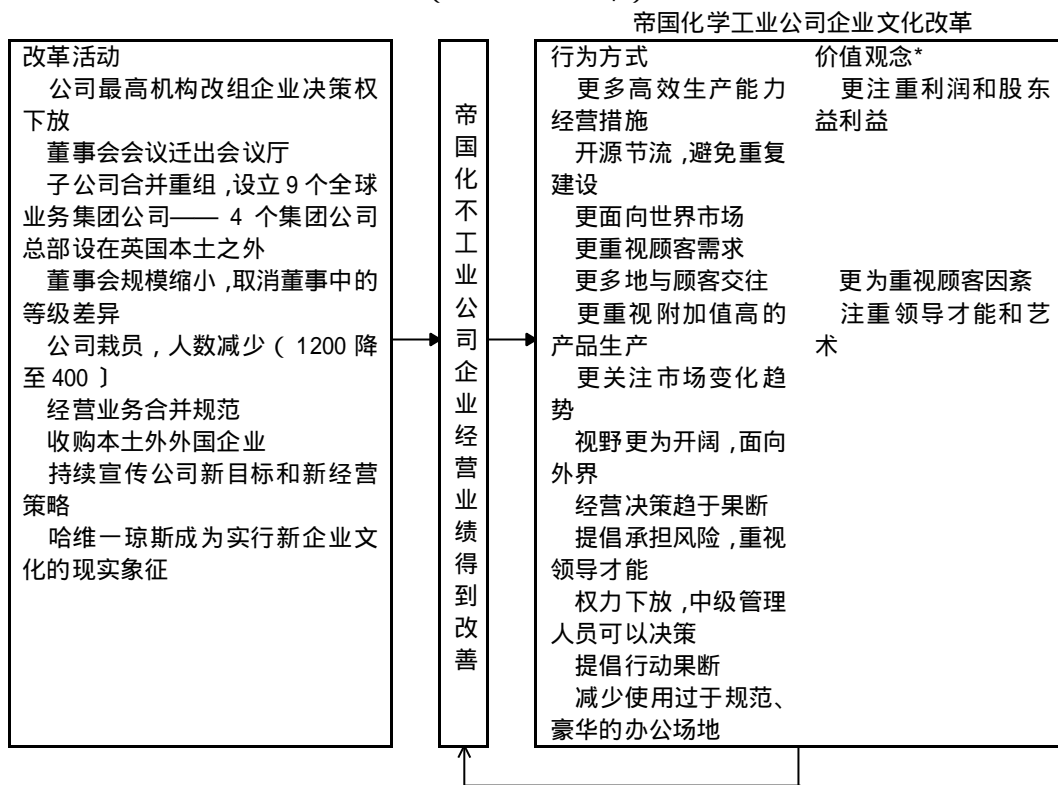 帝国化学工业公司企业文化改革
改革活动
公司最高机构改组企业决策权
下放
董事会会议迁出会议厅
子公司合并重组,设立9个全球
业务集团公司—— 4 个集团公司
总部设在英国本土之外
董事会规模缩小,取消董事中的
等级差异
公司栽员,人数减少( 1200 降
至 400 〕
经营业务合并规范
收购本土外外国企业
持续宣传公司新目标和新经营
策略
哈维一琼斯成为实行新企业文
化的现实象征
帝
国
化
不
工
业
公
司
企
业
经
营
业
绩
得
到
改
善
行为方式
更多高效生产能力
经营措施
开源节流,避免重复
建设
更面向世界市场
更重视顾客需求
更多地与顾客交往
更重视附加值高的
产品生产
更关注市场变化趋
势
视野更为开阔,面向
外界
经营决策趋于果断
提倡承担风险,重视
领导才能
权力下放,中级管理
人员可以决策
提倡行动果断
减少使用过于规范、
豪华的办公场地
价值观念*
更注重利润和股东
益利益
更为重视顾客因紊
注重领导才能和艺
术